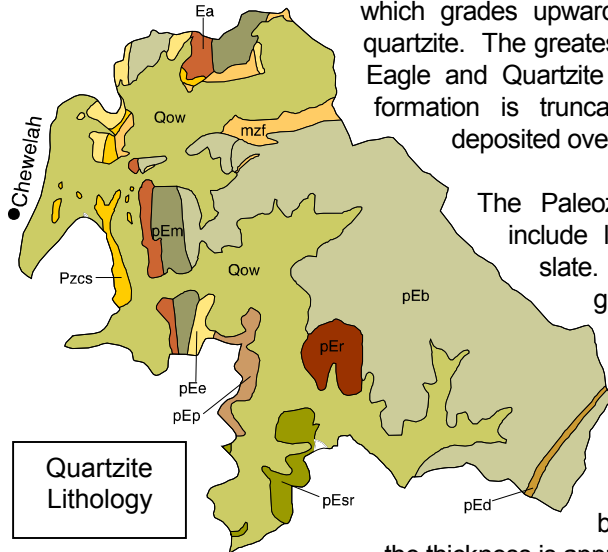 which grades upward
quartzite. The greatest
Eagle and Quartzite
formation is trunca
deposited ove
The Paleoz
include l
slate.
g
b
the thickness is appr
Ea
Qow
mzf
Chewelah
pEm
Pzcs
Qow
pEb
pEr
pEe
pEp
pEsr
pEd
Quartzite
Lithology